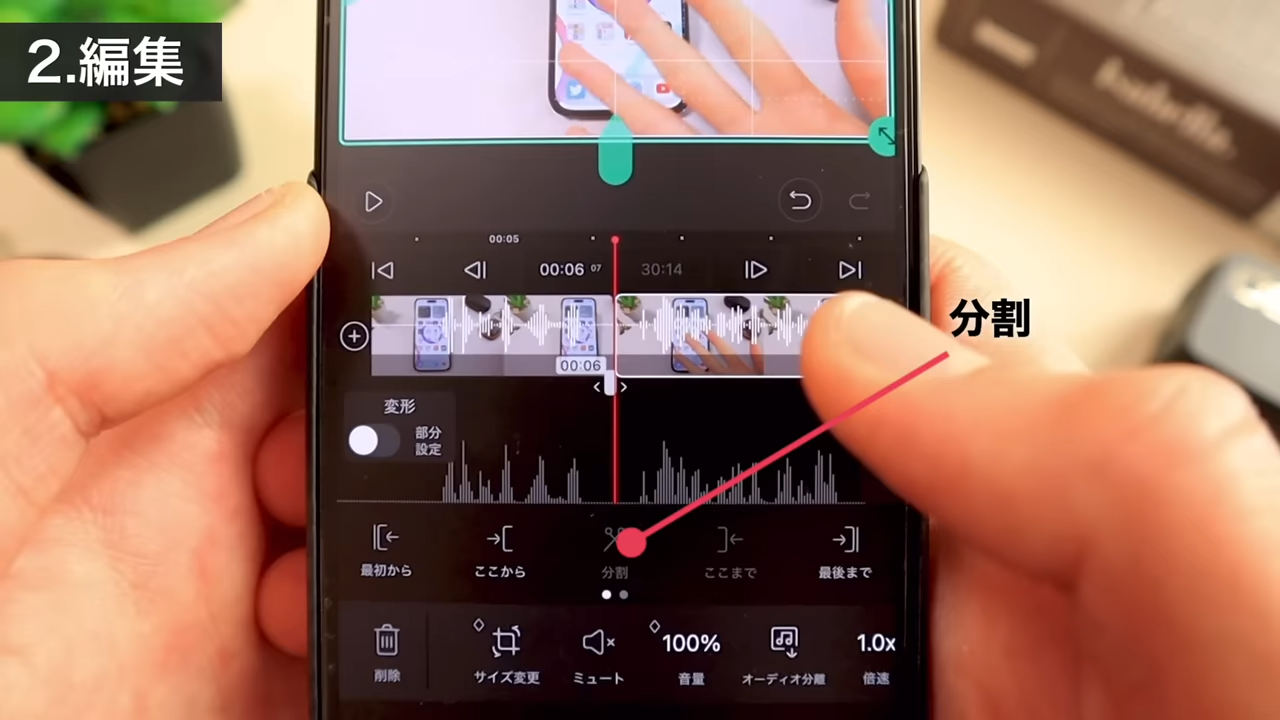 2.編集
00:05
00:06 07 30:14
分割
00:06
変形
部分
設定
最初から
ここから
分割
ここまで
最後まで
100%
1.0x
削除
サイズ変更
ミュート
音量
オーディオ分離
倍速